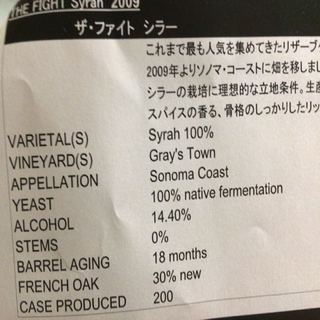 THE FIGHT Syrah 2009
ザ・ファイト シラー
これまで最も人気を集めてきたリザーブ
2009年よりソノマ・コーストに畑を移しまし
シラーの栽培に理想的な立地条件。生産
スパイスの香る、骨格のしっかりしたリッ
VARIETAL(S) Syrah 100%
VINEYARD(S) Gray's Town
APPELLATION Sonoma Coast
YEAST 100% native fermentation
ALCOHOL 14.40%
STEMS 0%
BARREL AGING 18 months
FRENCH OAK 30% new
CASE PRODUCED 200